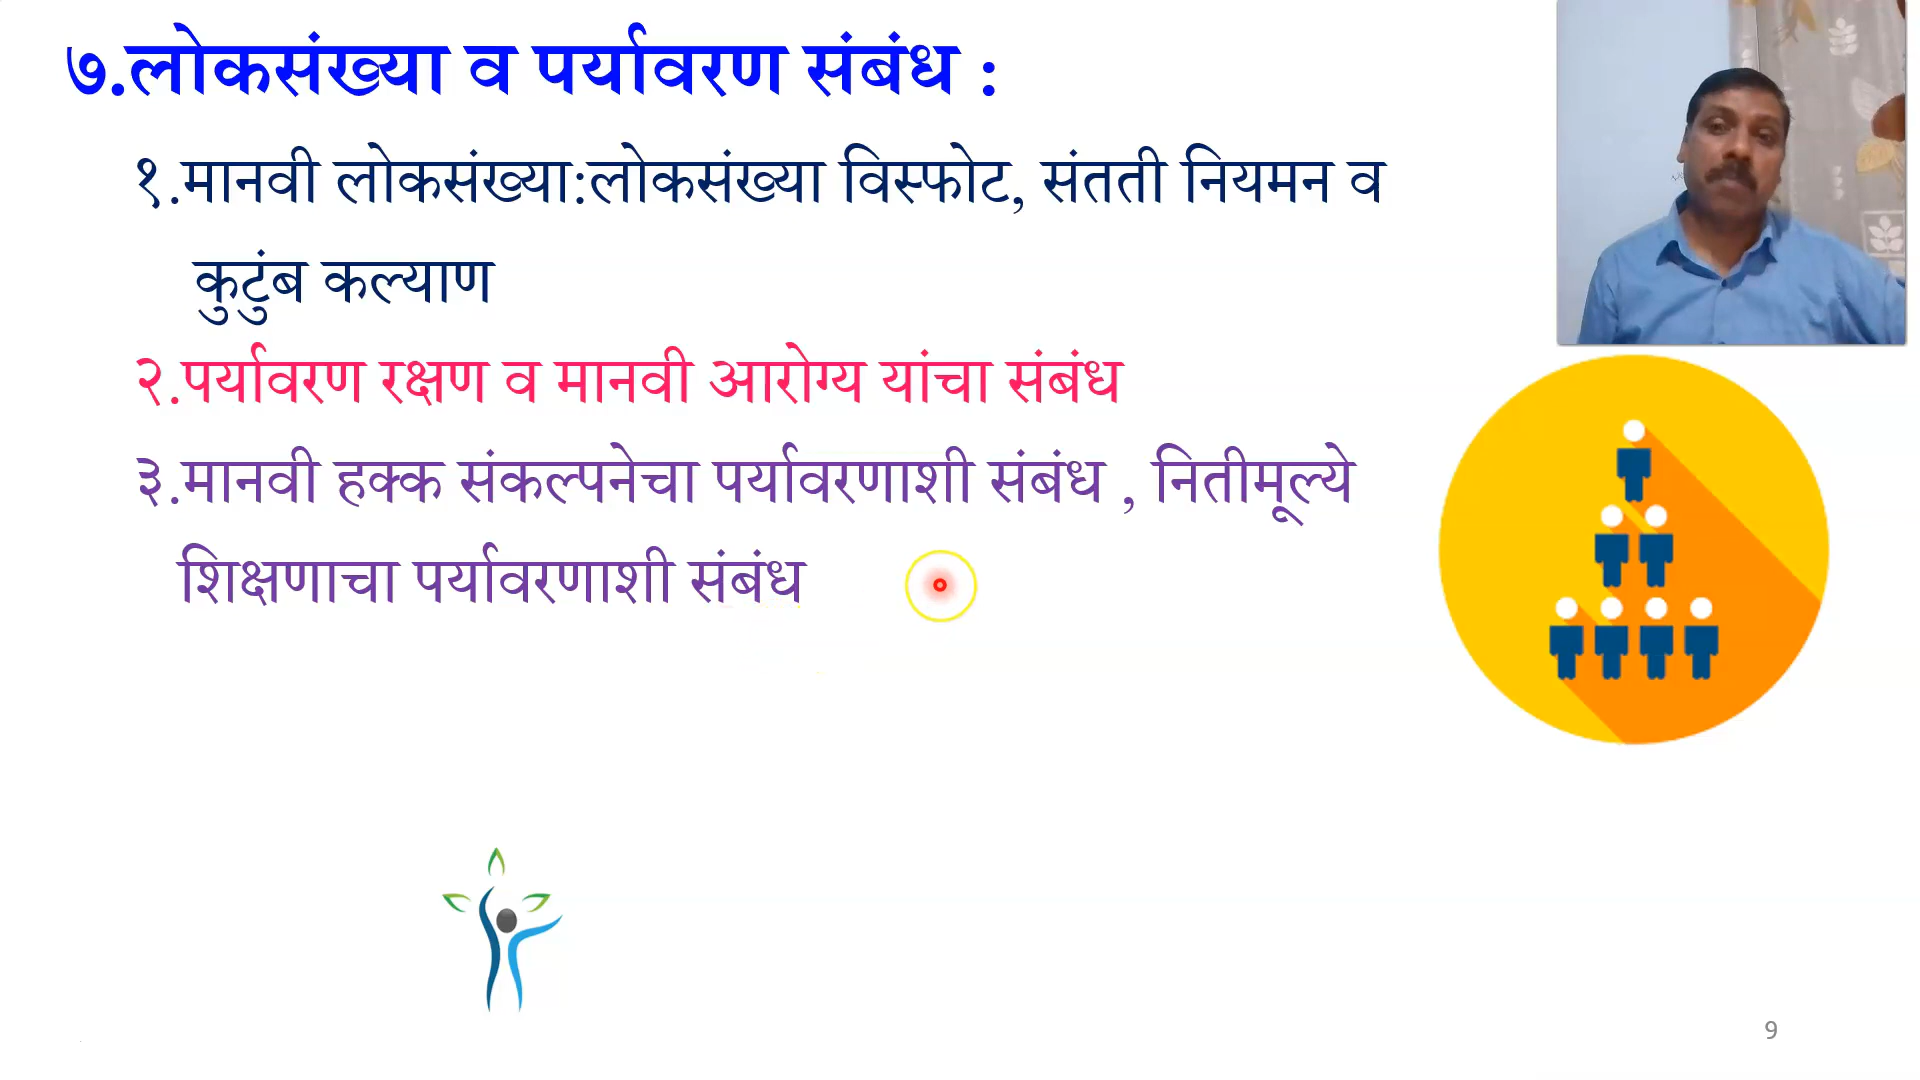 ७.लोकसंख्या व पर्यावरण संबंध :
१.मानवी लोकसंख्या:लोकसंख्या विस्फोट, संतती नियमन व
कुटुंब कल्याण
२.पर्यावरण रक्षण व मानवी आरोग्य यांचा संबंध
३.मानवी हक्क संकल्पनेचा पर्यावरणाशी संबंध , नितीमूल्ये
शिक्षणाचा पर्यावरणाशी संबंध
9